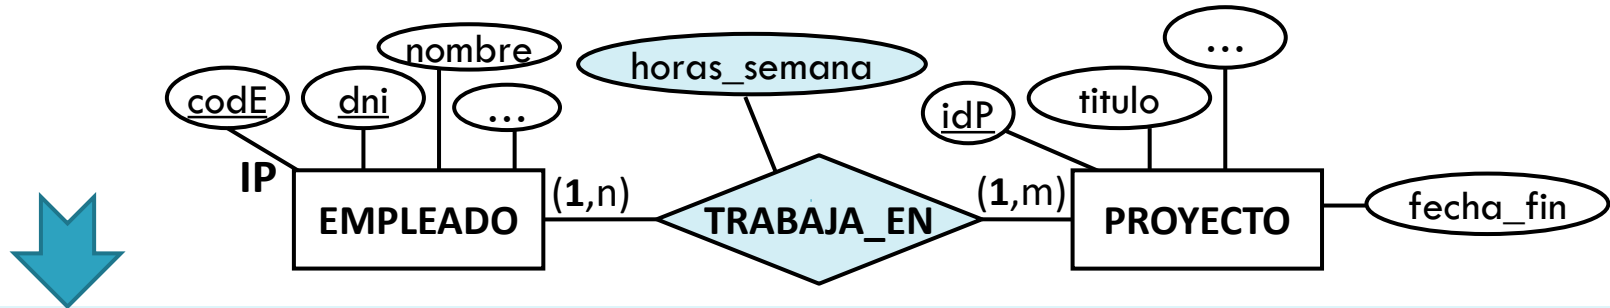 nombre
...
horas_semana
codE
dni
...
idP
titulo
IP
EMPLEADO
(1,n)
TRABAJA_EN
(1,m)
PROYECTO
fecha_fin